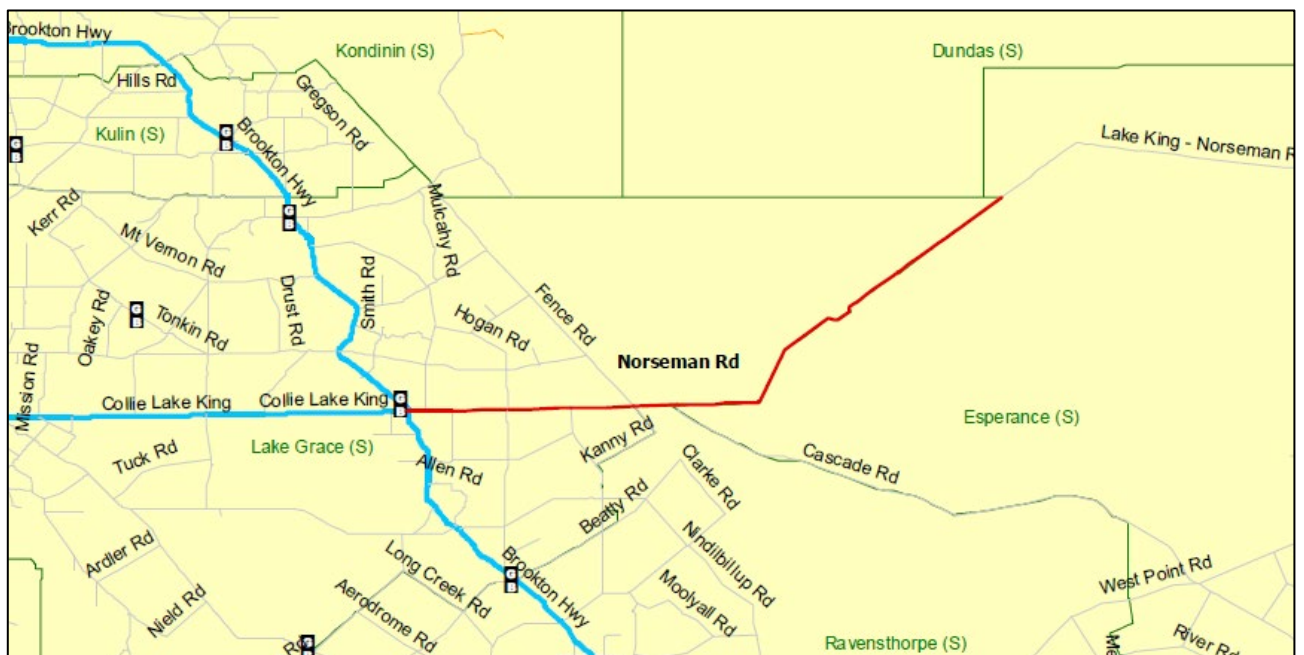 Brookton Hwy
Kondinin (S)
Dundas (S)
Hills Rd
Gregson Rd
Kulin (S)
Brookton Hwy
Lake King - Norseman R
Kerr Rd
Mulcahy Rd
Mt Vernon Rd
Smith Rd
Drust Rd
Fence Rd
Oakey Rd
Tonkin Rd
Hogan Rd
Norseman Rd
Mission Rd
Collie Lake King
Collie Lake King
Esperance (S)
Lake Grace (S)
Kanny Rd
Tuck Rd
Allen Rd
Cascade Rd
Clarke Rd
Beatty Rd
Ardler Rd
Long Creek Rd
Brookton Hwy
Nindilbillup Rd
West Point Rd
Nield Rd
Aerodrome Rd
Moolyall Rd
Ravensthorpe (S)
River Rd
Rd